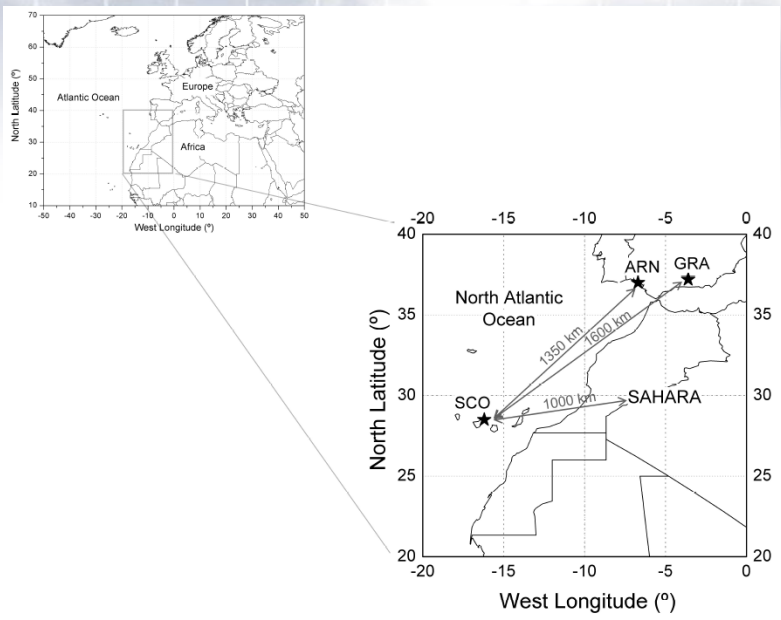 70
60
50
40
30
20
10
North Latitude (º)
Atlantic Ocean
Europe
Africa
-50 -40 -30 -20 -10 0 10 20 30 40 50
West Longitude (º)
-20 -15 -10 -5 0
40 40
ARN GRA
North Atlantic
Ocean
35 35
1350 km
1600 km
30 30
SCO
1000 km
SAHARA
25 25
20 20
North Latitude (º)
-20 -15 -10 -5 0
West Longitude (º)